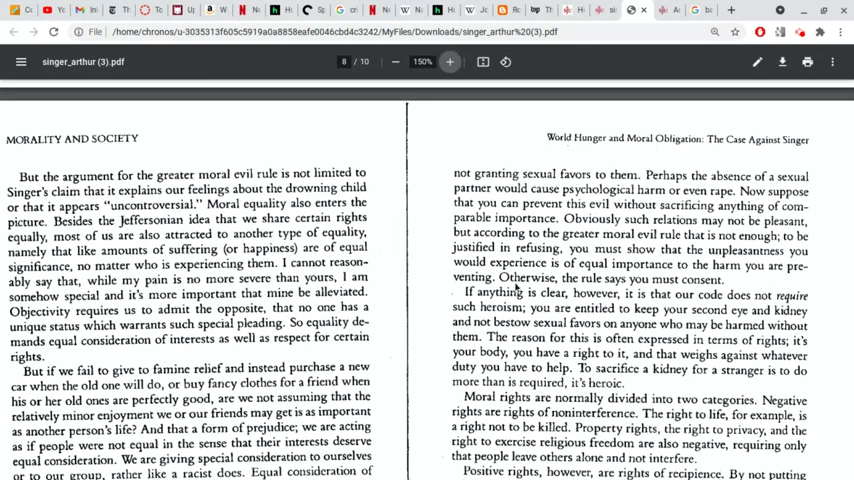 Yo
Th
To
Up
W
N
Hu
Sp
G cri
N
W N
H
W Jo
Ro
top Th
He
sin
Ac
G ba
File
/home/chronos/u-3035313f605c5919a0a8858eafe0046cbd4c3242/MyFiles/Downloads/singer_arthur%20(3).pdf
singer_arthur (3).pdf
8 / 10
150%
MORALITY AND SOCIETY
But the argument for the greater moral evil rule is not limited to
Singer's claim that it explains our feelings about the drowning child
or that it appears "uncontroversial." Moral equality also enters the
picture. Besides the Jeffersonian idea that we share certain rights
equally, most of us are also attracted to another type of equality,
namely that like amounts of suffering (or happiness) are of equal
significance, no matter who is experiencing them. I cannot reason-
ably say that, while my pain is no more severe than yours, I am
somehow special and it's more important that mine be alleviated.
Objectivity requires us to admit the opposite, that no one has a
unique status which warrants such special pleading. So equality de-
mands equal consideration of interests as well as respect for certain
rights.
But if we fail to give to famine relief and instead purchase a new
car when the old one will do, or buy fancy clothes for a friend when
his or her old ones are perfectly good, are we not assuming that the
relatively minor enjoyment we or our friends may get is as important
as another person's life? And that a form of prejudice; we are acting
as if people were not equal in the sense that their interests deserve
equal consideration. We are giving special consideration to ourselves
or to our group, rather like a racist does. Equal consideration of
World Hunger and Moral Obligation: The Case Against Singer
not granting sexual favors to them. Perhaps the absence of a sexual
partner would cause psychological harm or even rape. Now suppose
that you can prevent this evil without sacrificing anything of com-
parable importance. Obviously such relations may not be pleasant,
but according to the greater moral evil rule that is not enough; to be
justified in refusing, you must show that the unpleasantness you
would experience is of equal importance to the harm you are pre-
venting. Otherwise, the rule says you must consent.
If anything is clear, however, it is that our code does not require
such heroism; you are entitled to keep your second eye and kidney
and not bestow sexual favors on anyone who may be harmed without
them. The reason for this is often expressed in terms of rights; it's
your body, you have a right to it, and that weighs against whatever
duty you have to help. To sacrifice a kidney for a stranger is to do
more than is required, it's heroic.
Moral rights are normally divided into two categories. Negative
rights are rights of noninterference. The right to life, for example, is
a right not to be killed. Property rights, the right to privacy, and the
right to exercise religious freedom are also negative, requiring only
that people leave others alone and not interfere.
Positive rights, however, are rights of recipience. By not putting